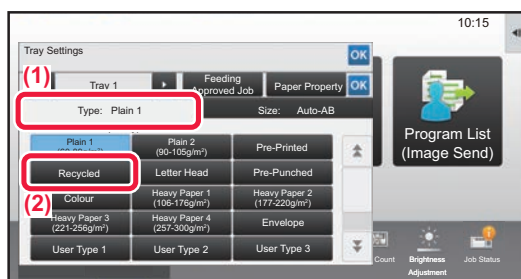 10:15
Tray Settings
OK
(1)
Tray 1
Feeding
Approved Job
Paper Property
OK
Type: Plain 1
Size: Auto-AB
Plain 1
Plain 2
(90-105g/m²)
Pre-Printed
Recycled
Letter Head
Pre-Punched
(2)
Colour
Heavy Paper 1
(106-176g/m²)
Heavy Paper 2
(177-220g/m²)
Heavy Paper 3
(221-256g/m²)
Heavy Paper 4
(257-300g/m²)
Envelope
User Type 1
User Type 2
User Type 3
Program List
(Image Send)
Count
Brightness
Adjustment
Job Status